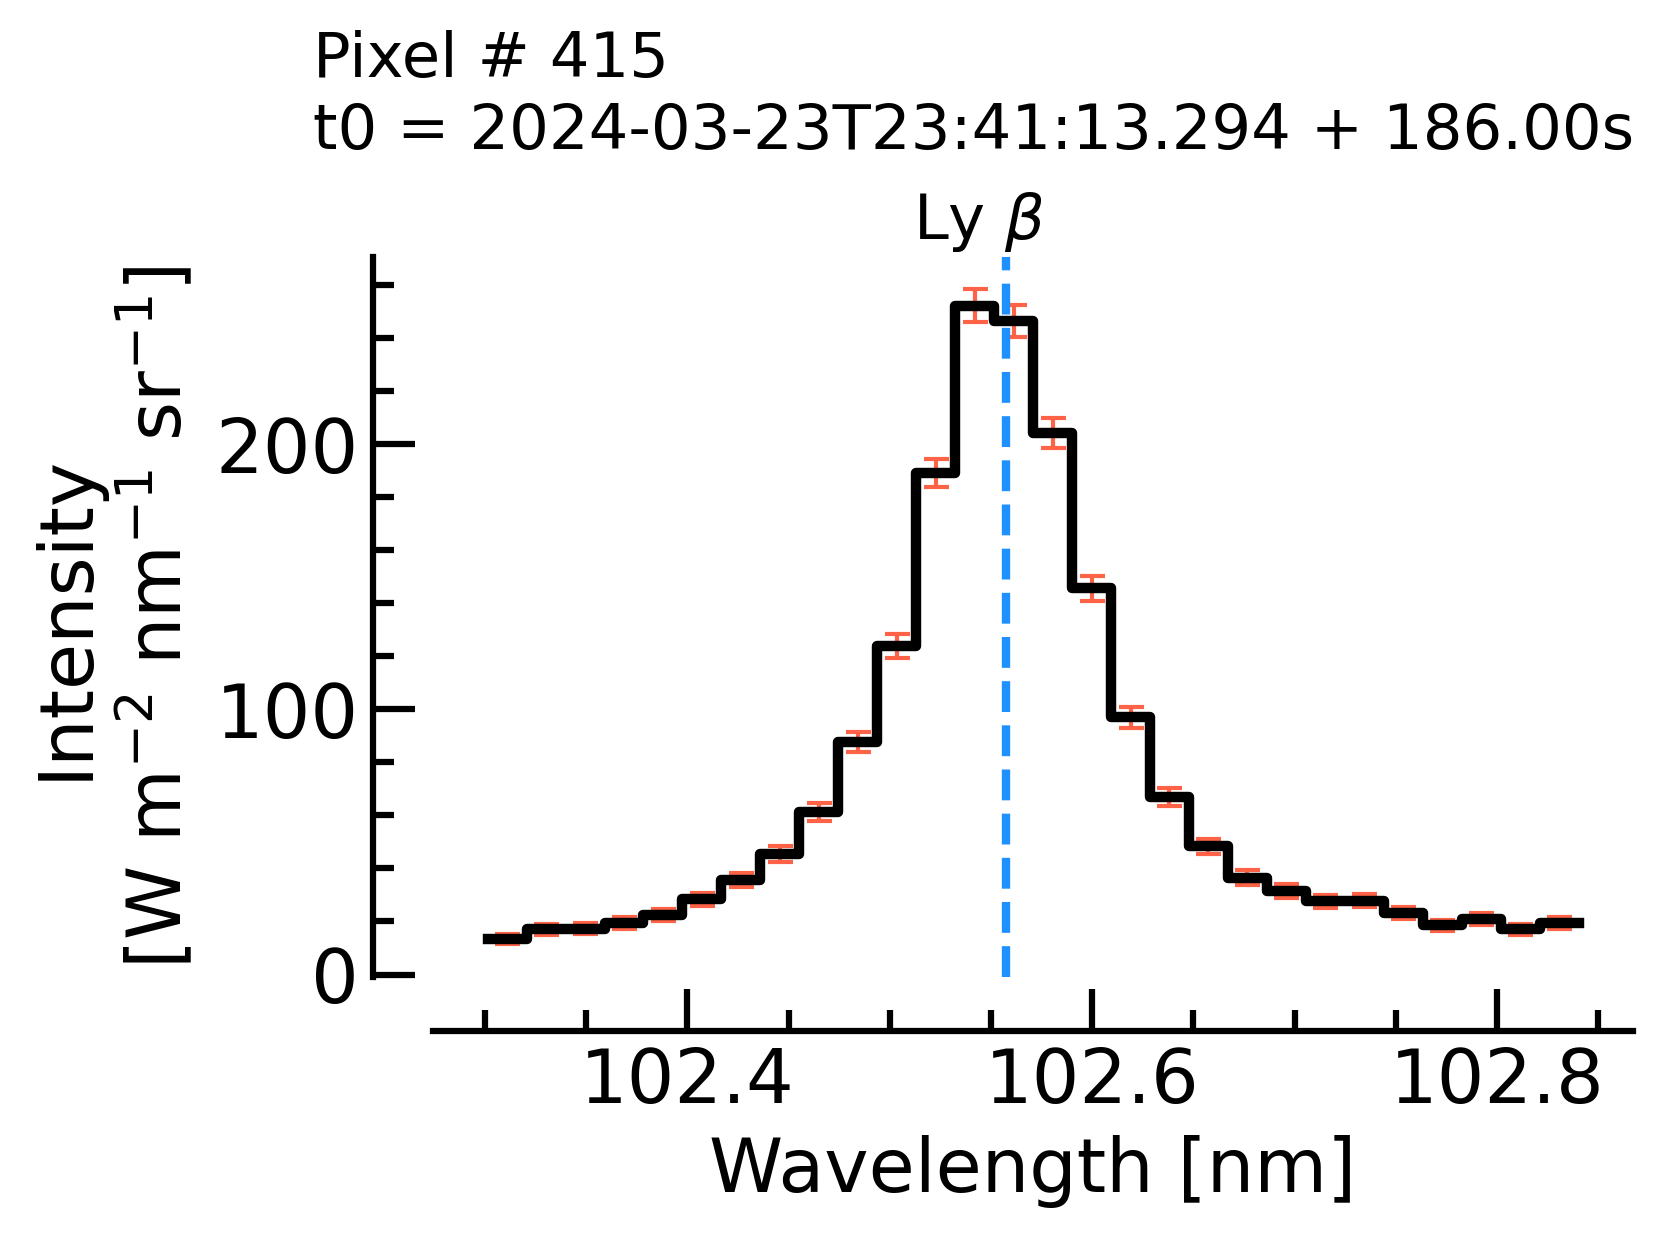 Pixel # 415
t0 = 2024-03-23T23:41:13.294 + 186.00s
Ly β
Intensity
[W m⁻² nm⁻¹ sr⁻¹]
200
100
0
102.4 102.6 102.8
Wavelength [nm]